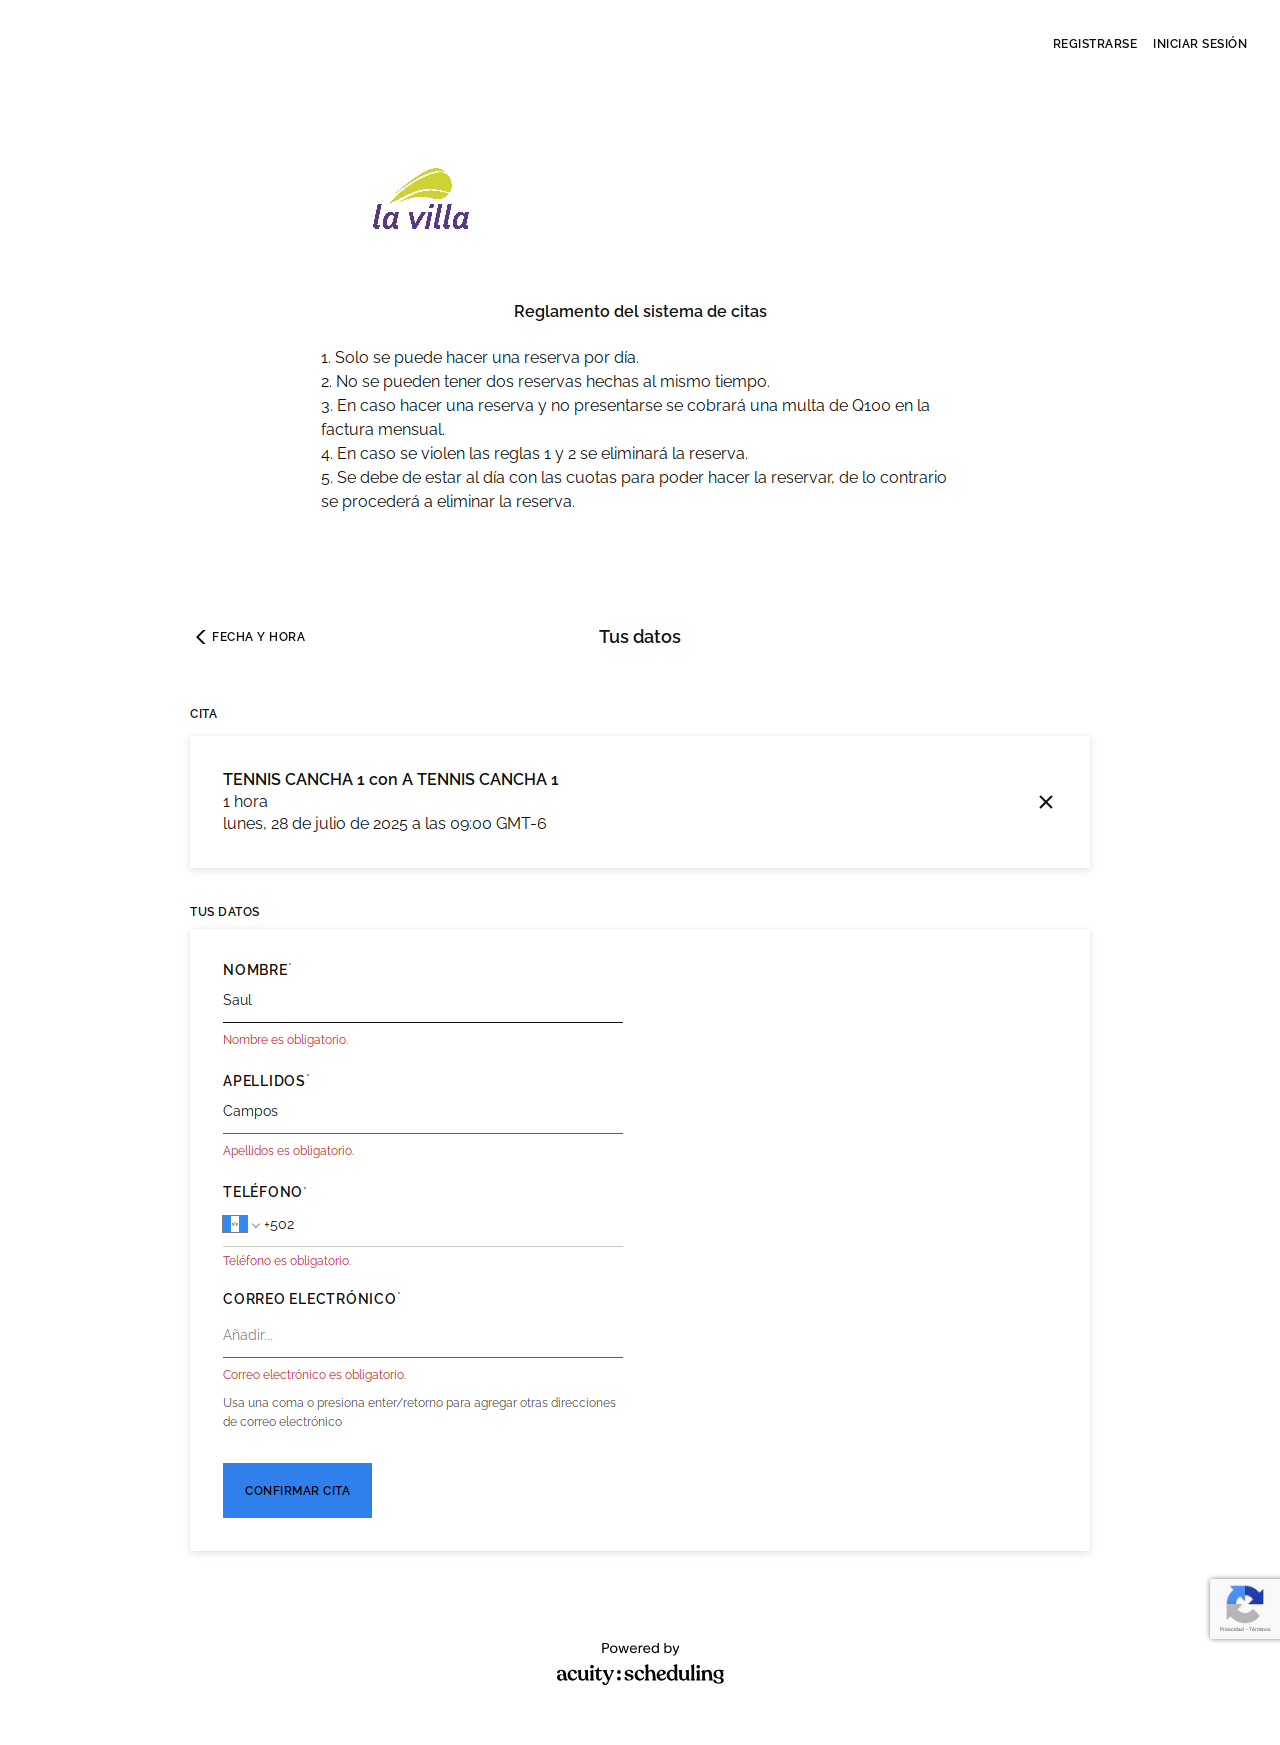 REGISTRARSE INICIAR SESIÓN
la villa
Reglamento del sistema de citas
1. Solo se puede hacer una reserva por día.
2. No se pueden tener dos reservas hechas al mismo tiempo.
3. En caso hacer una reserva y no presentarse se cobrará una multa de Q100 en la
factura mensual.
4. En caso se violen las reglas 1 y 2 se eliminará la reserva.
5. Se debe de estar al día con las cuotas para poder hacer la reservar, de lo contrario
se procederá a eliminar la reserva.
FECHA Y HORA
Tus datos
CITA
TENNIS CANCHA 1 con A TENNIS CANCHA 1
1 hora
lunes, 28 de julio de 2025 a las 09:00 GMT-6
TUS DATOS
NOMBRE*
Saul
Nombre es obligatorio.
APELLIDOS*
Campos
Apellidos es obligatorio.
TELÉFONO*
+502
Teléfono es obligatorio.
CORREO ELECTRÓNICO*
Añadir...
Correo electrónico es obligatorio.
Usa una coma o presiona enter/retorno para agregar otras direcciones
de correo electrónico
CONFIRMAR CITA
Privacidad - Términos
Powered by
acuity:scheduling